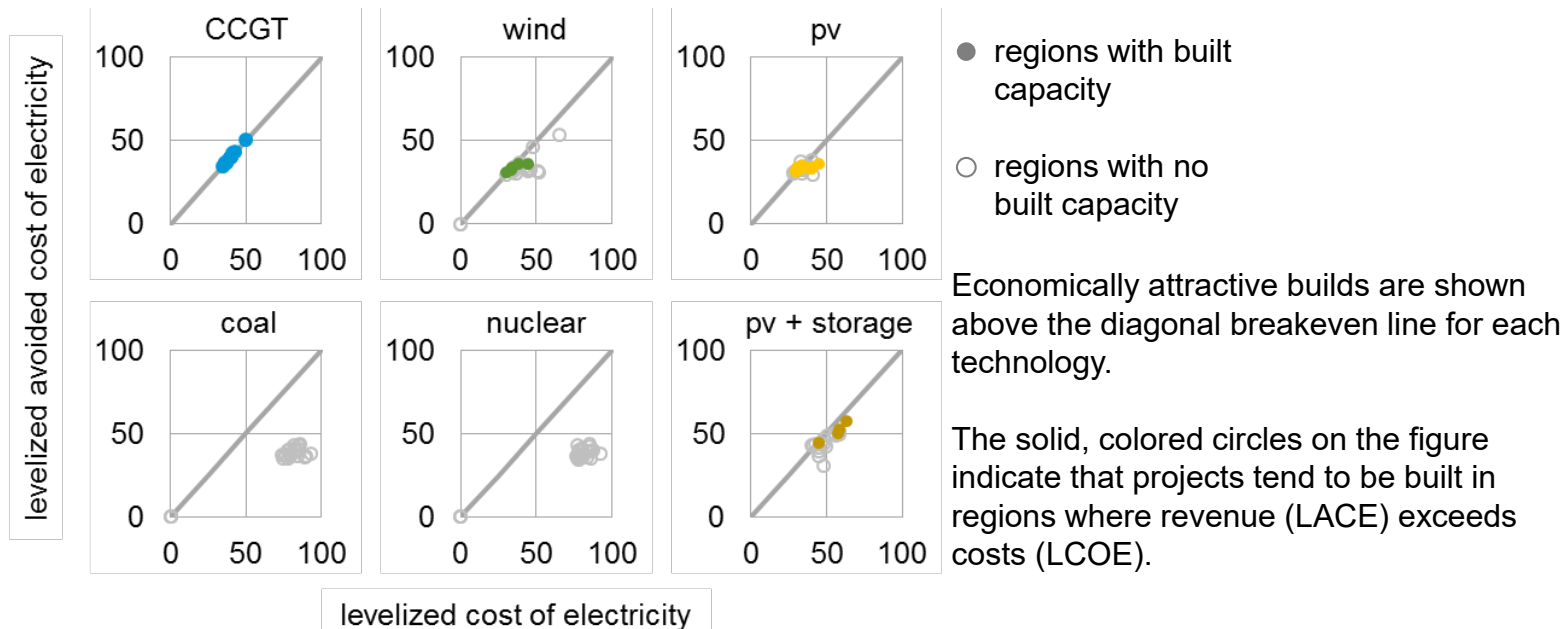 levelized avoided cost of electricity
CCGT
100
50
0
0 50 100
wind
100
50
0
0 50 100
pv
100
50
0
0 50 100
coal
100
50
0
0 50 100
nuclear
100
50
0
0 50 100
pv + storage
100
50
0
0 50 100
levelized cost of electricity
regions with built
capacity
regions with no
built capacity
Economically attractive builds are shown
above the diagonal breakeven line for each
technology.
The solid, colored circles on the figure
indicate that projects tend to be built in
regions where revenue (LACE) exceeds
costs (LCOE).